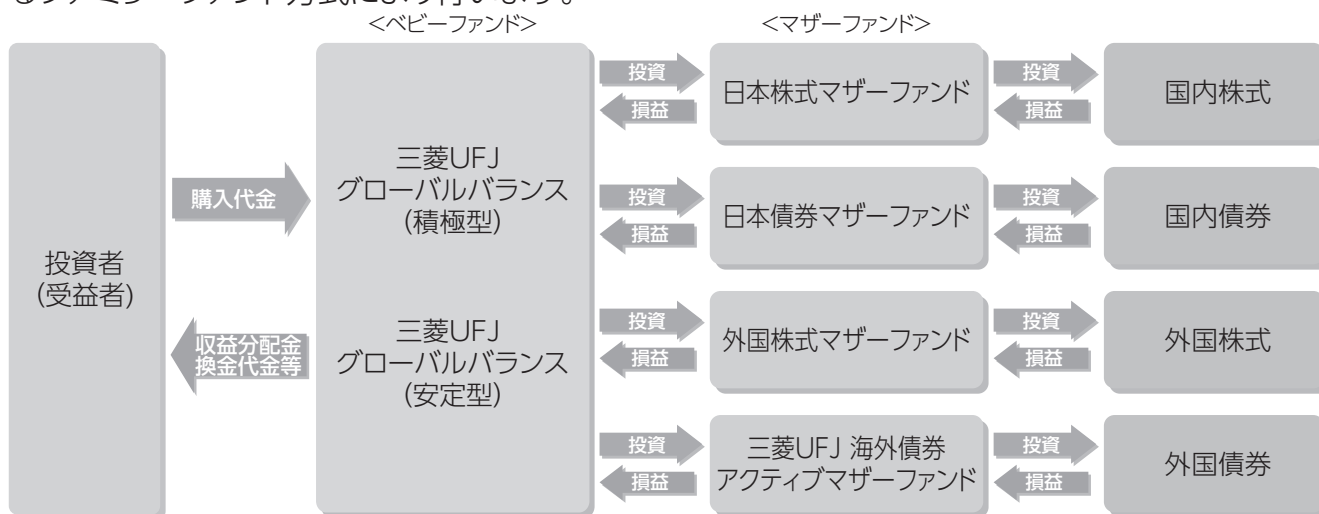 るファミリーファンド方式により行います。
<ベビーファンド>
<マザーファンド>
投資者
(受益者)
購入代金
収益分配金
換金代金等
三菱UFJ
グローバルバランス
(積極型)
三菱UFJ
グローバルバランス
(安定型)
投資
損益
日本株式マザーファンド
投資
損益
国内株式
投資
損益
日本債券マザーファンド
投資
損益
国内債券
投資
損益
外国株式マザーファンド
投資
損益
外国株式
投資
損益
三菱UFJ 海外債券
アクティブマザーファンド
投資
損益
外国債券